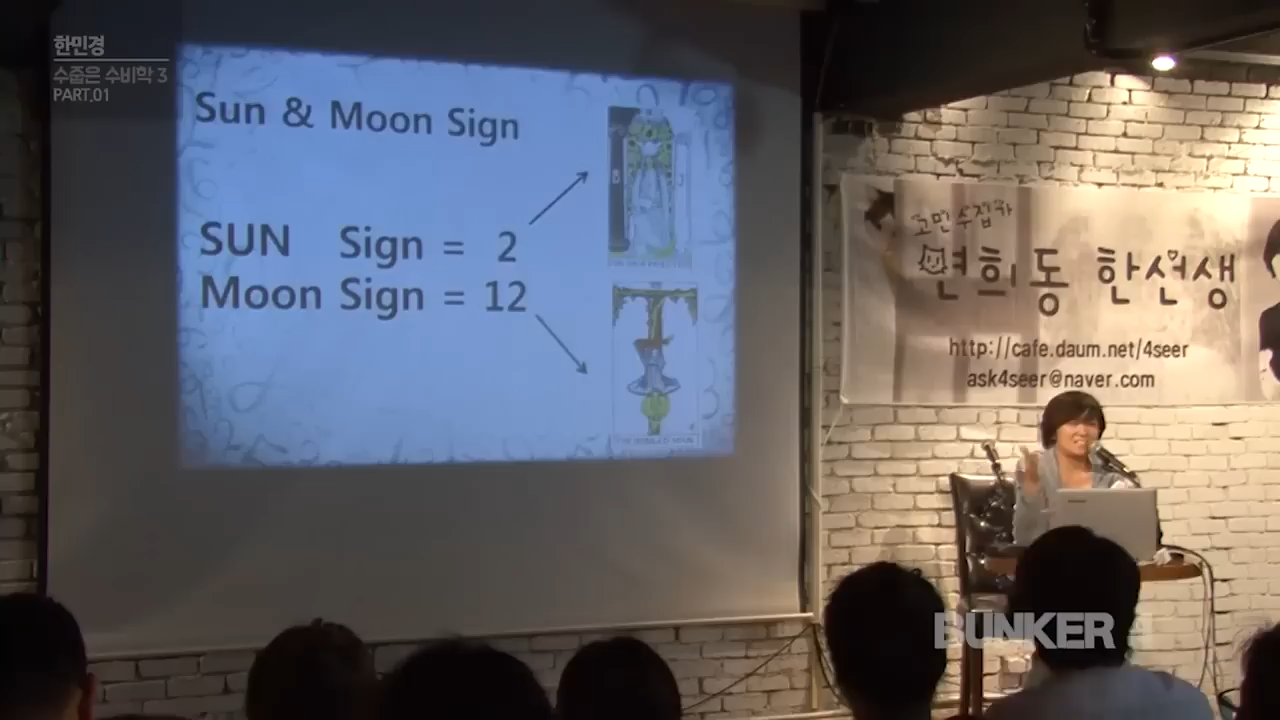 한민경
수줍은 수비학 3
PART.01
Sun & Moon Sign
SUN Sign = 2
Moon Sign = 12
고민 수집가
연희동 한선생
http://cafe.daum.net/4seer
ask4seer@naver.com
BUNKER